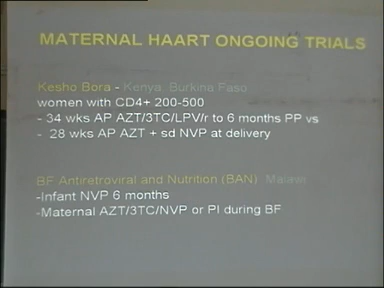 MATERNAL HAART ONGOING TRIALS
Kesho Bora - Kenya, Burkina Faso
women with CD4+ 200-500
- 34 wks AP AZT/3TC/LPV/r to 6 months PP vs
- 28 wks AP AZT + sd NVP at delivery
BF Antiretroviral and Nutrition (BAN) Malawi
-Infant NVP 6 months
-Maternal AZT/3TC/NVP or PI during BF